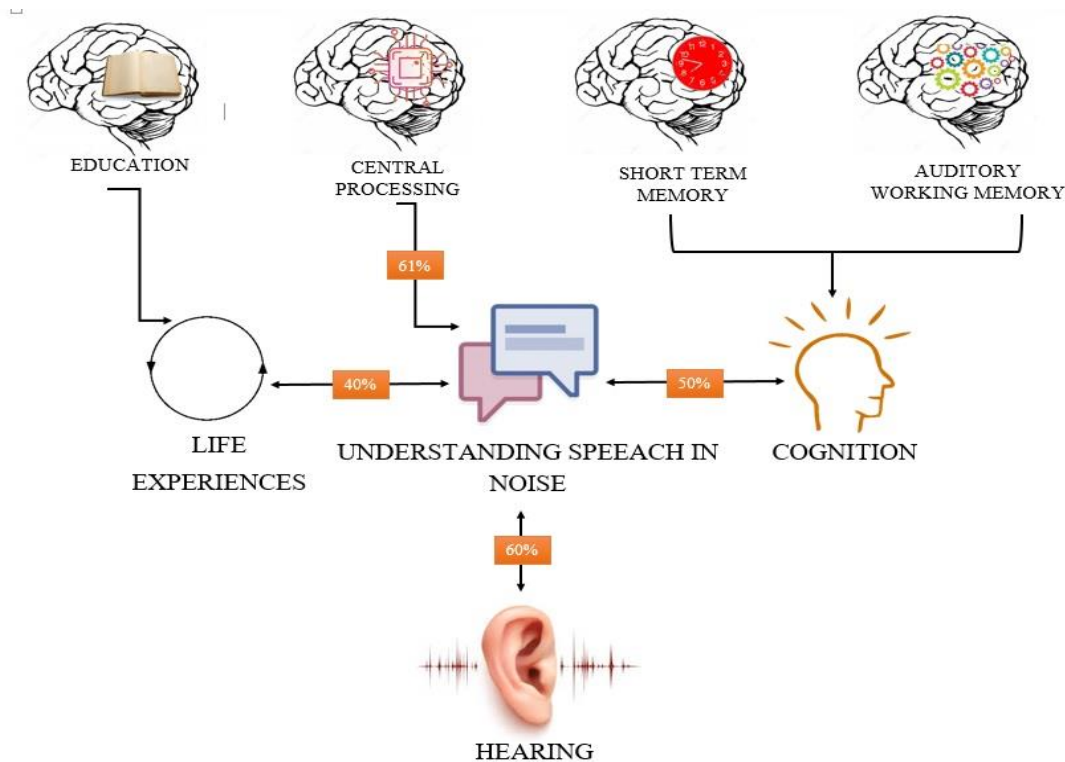 EDUCATION
CENTRAL
PROCESSING
SHORT TERM
MEMORY
AUDITORY
WORKING MEMORY
61%
40%
50%
LIFE
EXPERIENCES
UNDERSTANDING SPEEACH IN
NOISE
COGNITION
60%
HEARING